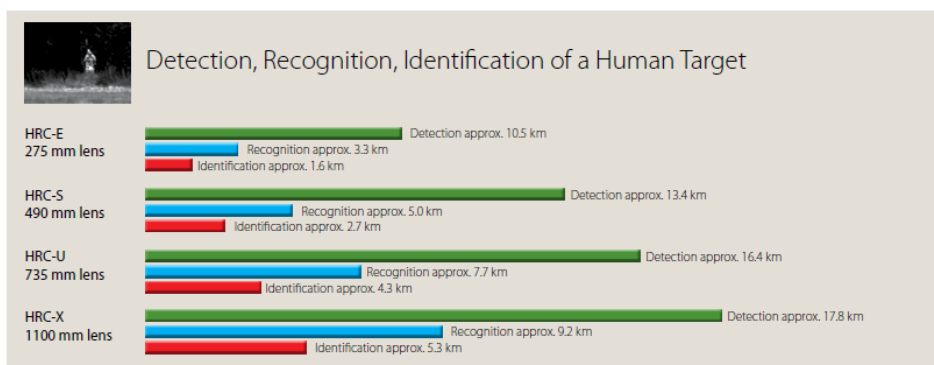 Detection, Recognition, Identification of a Human Target
HRC-E
275 mm lens
Detection approx. 10.5 km
Recognition approx. 3.3 km
Identification approx. 1.6 km
HRC-S
490 mm lens
Detection approx. 13.4 km
Recognition approx. 5.0 km
Identification approx. 2.7 km
HRC-U
735 mm lens
Detection approx. 16.4 km
Recognition approx. 7.7 km
Identification approx. 4.3 km
HRC-X
1100 mm lens
Detection approx. 17.8 km
Recognition approx. 9.2 km
Identification approx. 5.3 km